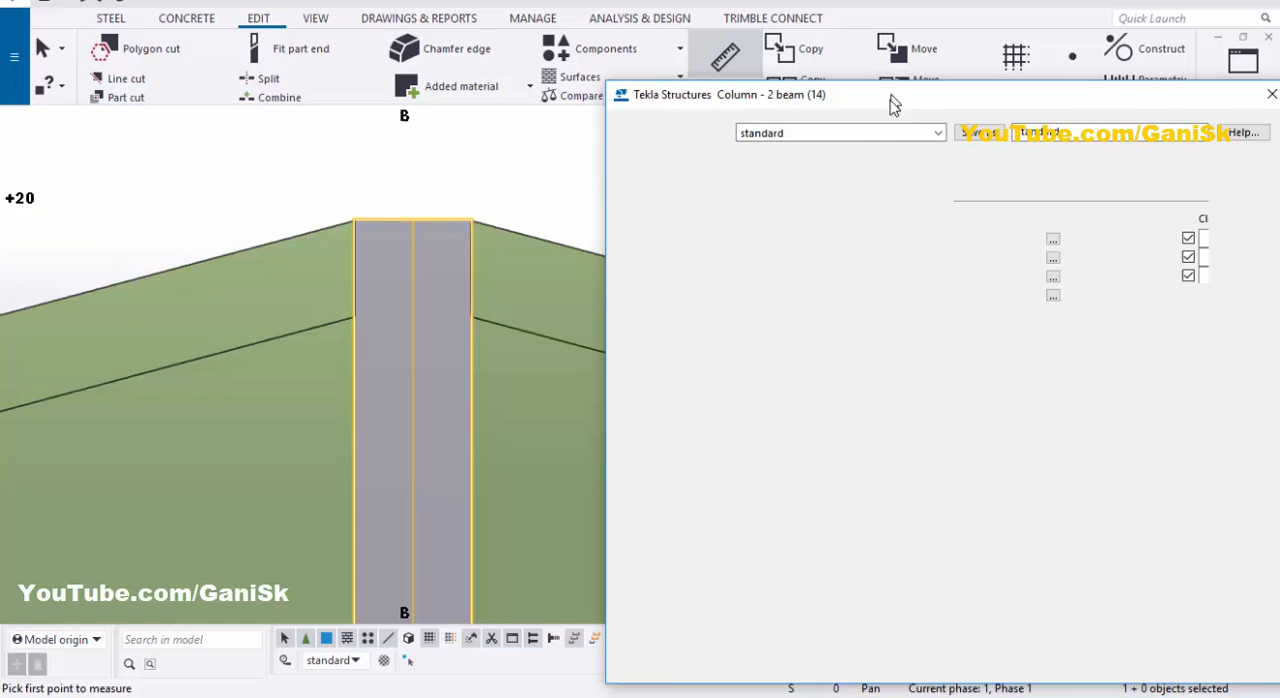 STEEL CONCRETE EDIT VIEW DRAWINGS & REPORTS MANAGE ANALYSIS & DESIGN TRIMBLE CONNECT Quick Launch
Polygon cut Fit part end Chamfer edge Components Copy Move Construct
Line cut Split Surfaces
Part cut Combine Added material Compare
Tekla Structures Column - 2 beam (14)
B
standard YouTube.com/GaniSk Help...
+20
...
...
...
...
YouTube.com/GaniSk
B
Model origin Search in model
standard
Pick first point to measure S 0 Pan Current phase: 1, Phase 1 1 + 0 objects selected